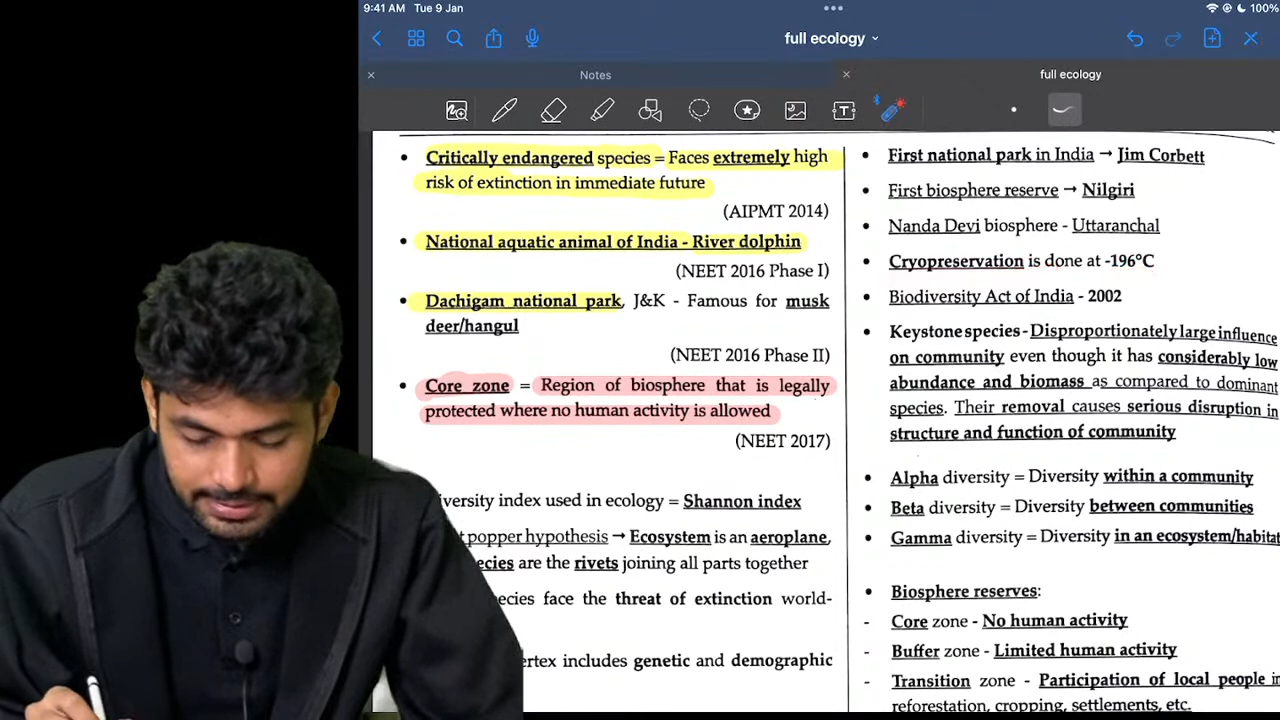 9:41 AM Tue 9 Jan
100%
full ecology
Notes
full ecology
T
• Critically endangered species = Faces extremely high
risk of extinction in immediate future
(AIPMT 2014)
• National aquatic animal of India - River dolphin
(NEET 2016 Phase I)
• Dachigam national park, J&K - Famous for musk
deer/hangul
(NEET 2016 Phase II)
• Core zone = Region of biosphere that is legally
protected where no human activity is allowed
(NEET 2017)
iversity index used in ecology = Shannon index
t popper hypothesis → Ecosystem is an aeroplane,
ecies are the rivets joining all parts together
ecies face the threat of extinction world-
ertex includes genetic and demographic
• First national park in India → Jim Corbett
• First biosphere reserve → Nilgiri
• Nanda Devi biosphere - Uttaranchal
• Cryopreservation is done at -196°C
• Biodiversity Act of India - 2002
• Keystone species - Disproportionately large influence
on community even though it has considerably low
abundance and biomass as compared to dominant
species. Their removal causes serious disruption in
structure and function of community
• Alpha diversity = Diversity within a community
• Beta diversity = Diversity between communities
• Gamma diversity = Diversity in an ecosystem/habitat
• Biosphere reserves:
- Core zone - No human activity
- Buffer zone - Limited human activity
- Transition zone - Participation of local people in
reforestation, cropping, settlements, etc.